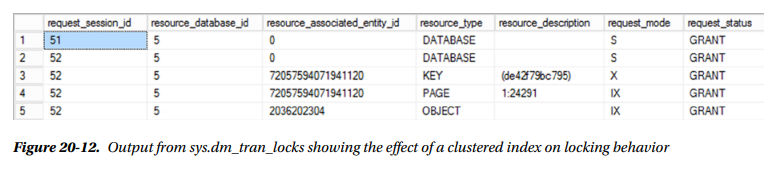 request_session_id resource_database_id resource_associated_entity_id resource_type resource_description request_mode request_status
1 51 5 0 DATABASE S GRANT
2 52 5 0 DATABASE S GRANT
3 52 5 72057594071941120 KEY (de42f79bc795) X GRANT
4 52 5 72057594071941120 PAGE 1:24291 IX GRANT
5 52 5 2036202304 OBJECT IX GRANT
Figure 20-12. Output from sys.dm_tran_locks showing the effect of a clustered index on locking behavior